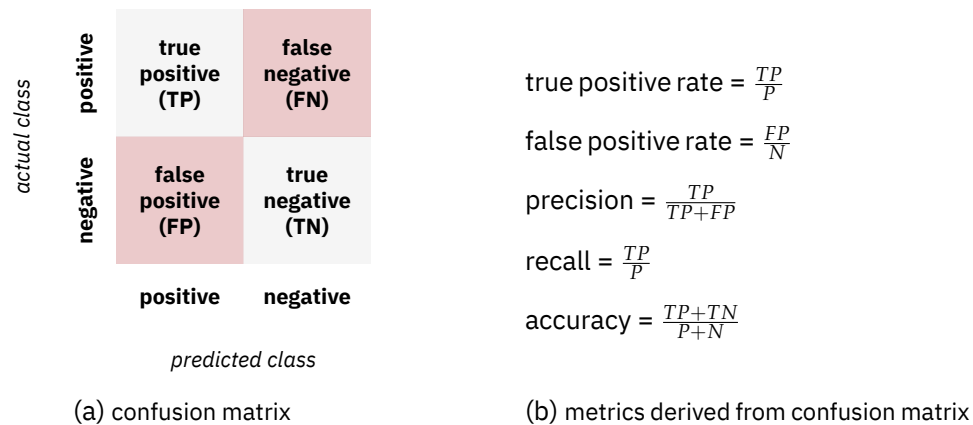 actual class
positive
negative
true
positive
(TP)
false
negative
(FN)
false
positive
(FP)
true
negative
(TN)
positive negative
predicted class
(a) confusion matrix
true positive rate = TP/P
false positive rate = FP/N
precision = TP/TP+FP
recall = TP/P
accuracy = TP+TN/P+N
(b) metrics derived from confusion matrix